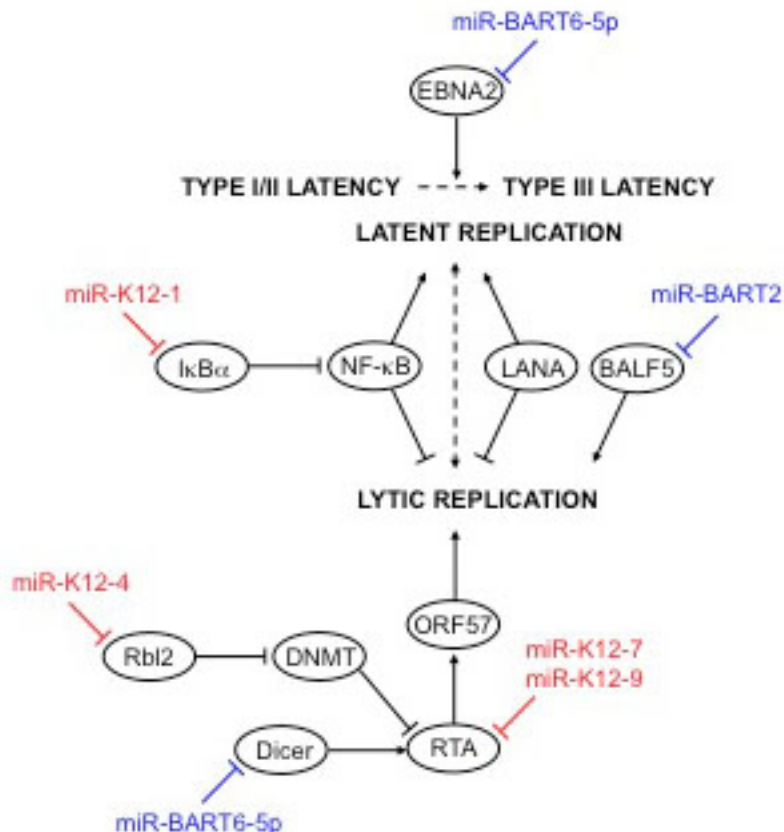 miR-BART6-5p
EBNA2
TYPE I/II LATENCY
TYPE III LATENCY
LATENT REPLICATION
miR-K12-1
miR-BART2
IκBα
NF-κB
LANA
BALF5
LYTIC REPLICATION
miR-K12-4
ORF57
Rbl2
DNMT
miR-K12-7
miR-K12-9
Dicer
RTA
miR-BART6-5p